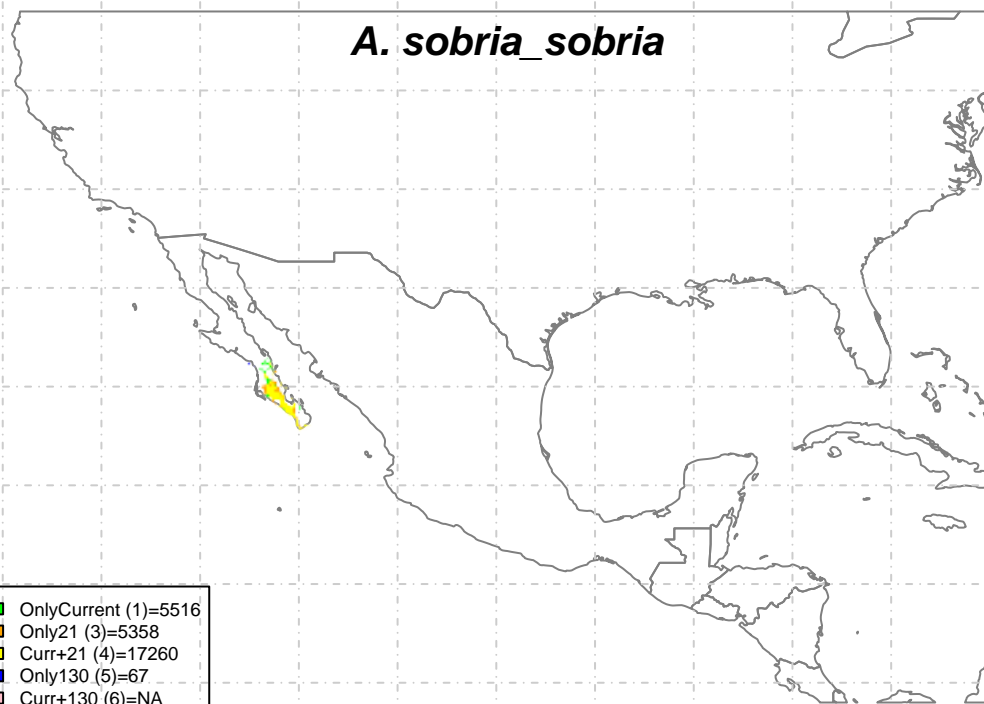 A. sobria_sobria
OnlyCurrent (1)=5516
Only21 (3)=5358
Curr+21 (4)=17260
Only130 (5)=67
Curr+130 (6)=NA